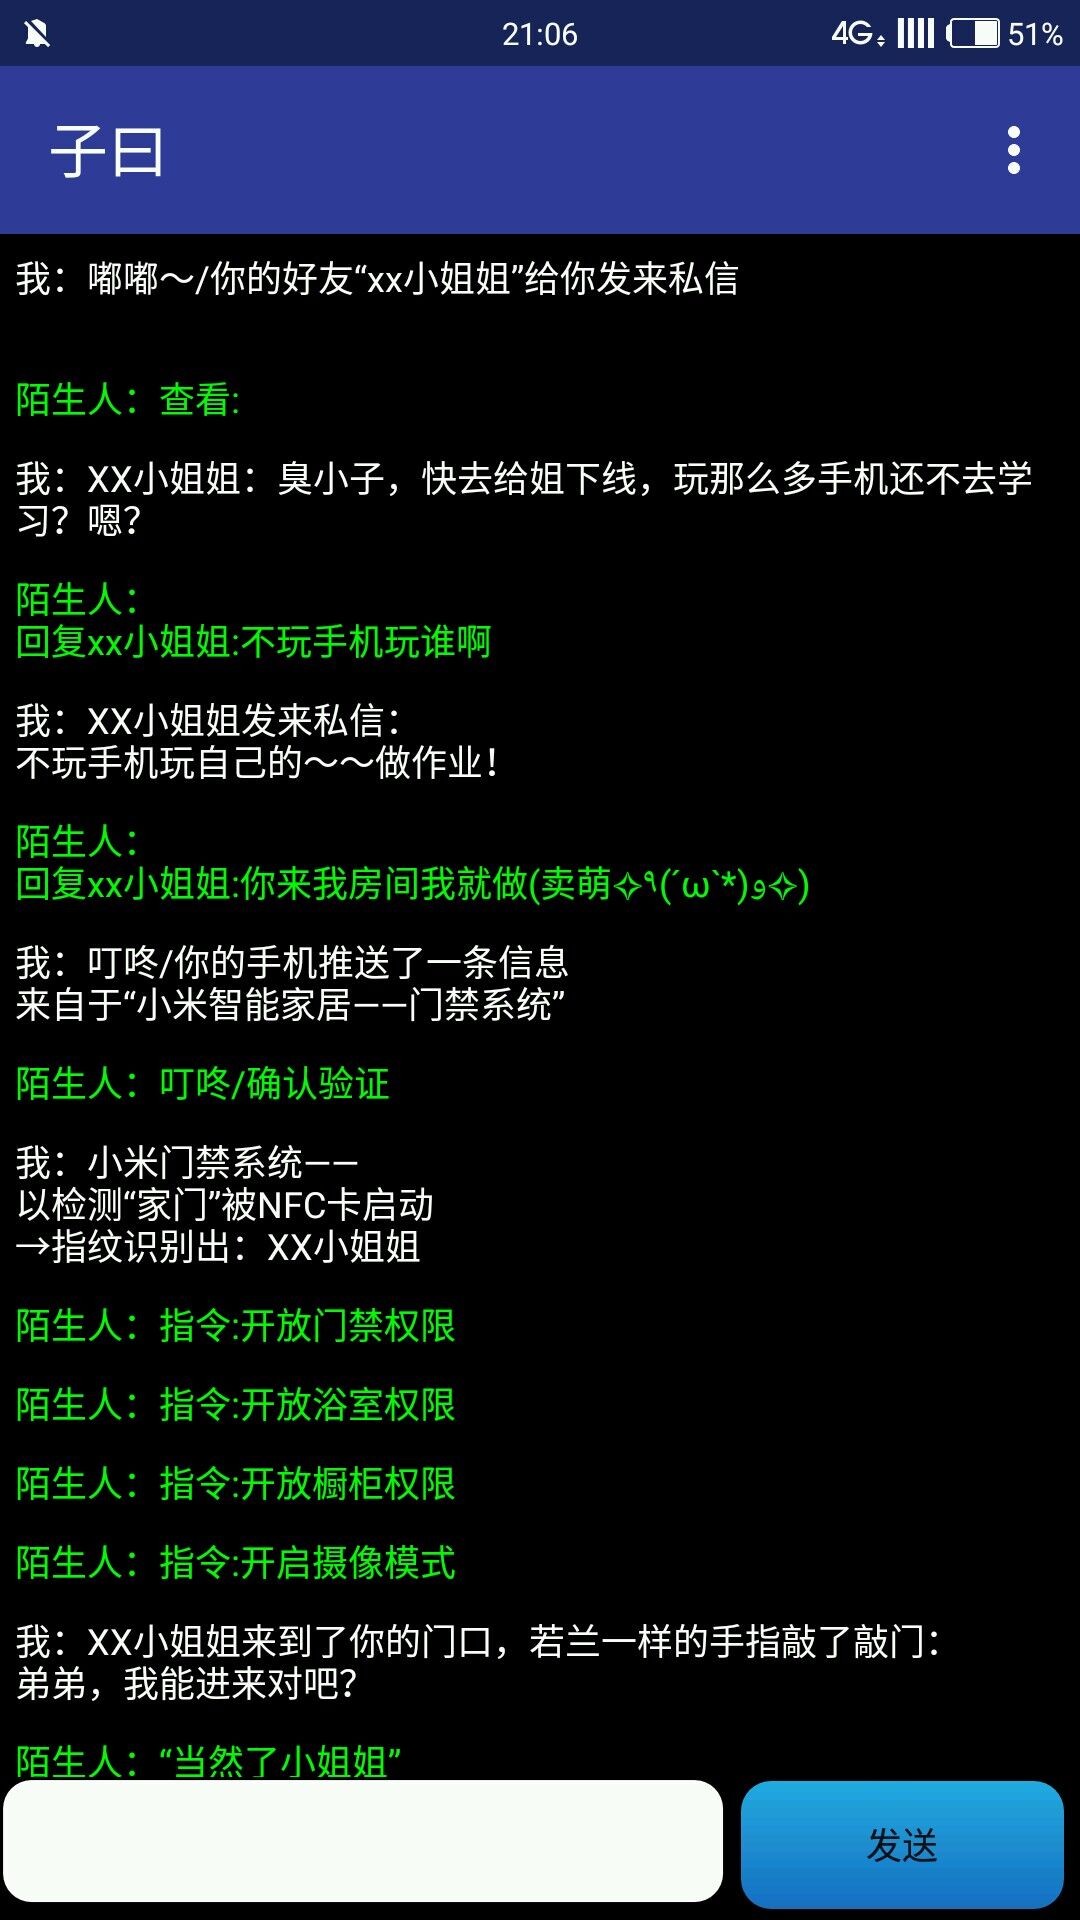 21:06 4G 51%
子曰
我：嘟嘟～/你的好友“xx小姐姐”给你发来私信
陌生人：查看:
我：XX小姐姐：臭小子，快去给姐下线，玩那么多手机还不去学
习？嗯？
陌生人：
回复xx小姐姐:不玩手机玩谁啊
我：XX小姐姐发来私信：
不玩手机玩自己的～～做作业！
陌生人：
回复xx小姐姐:你来我房间我就做(卖萌✧٩(ˊωˋ*)و✧)
我：叮咚/你的手机推送了一条信息
来自于“小米智能家居——门禁系统”
陌生人：叮咚/确认验证
我：小米门禁系统——
以检测“家门”被NFC卡启动
→指纹识别出：XX小姐姐
陌生人：指令:开放门禁权限
陌生人：指令:开放浴室权限
陌生人：指令:开放橱柜权限
陌生人：指令:开启摄像模式
我：XX小姐姐来到了你的门口，若兰一样的手指敲了敲门：
弟弟，我能进来对吧？
陌生人：“当然了小姐姐”
发送